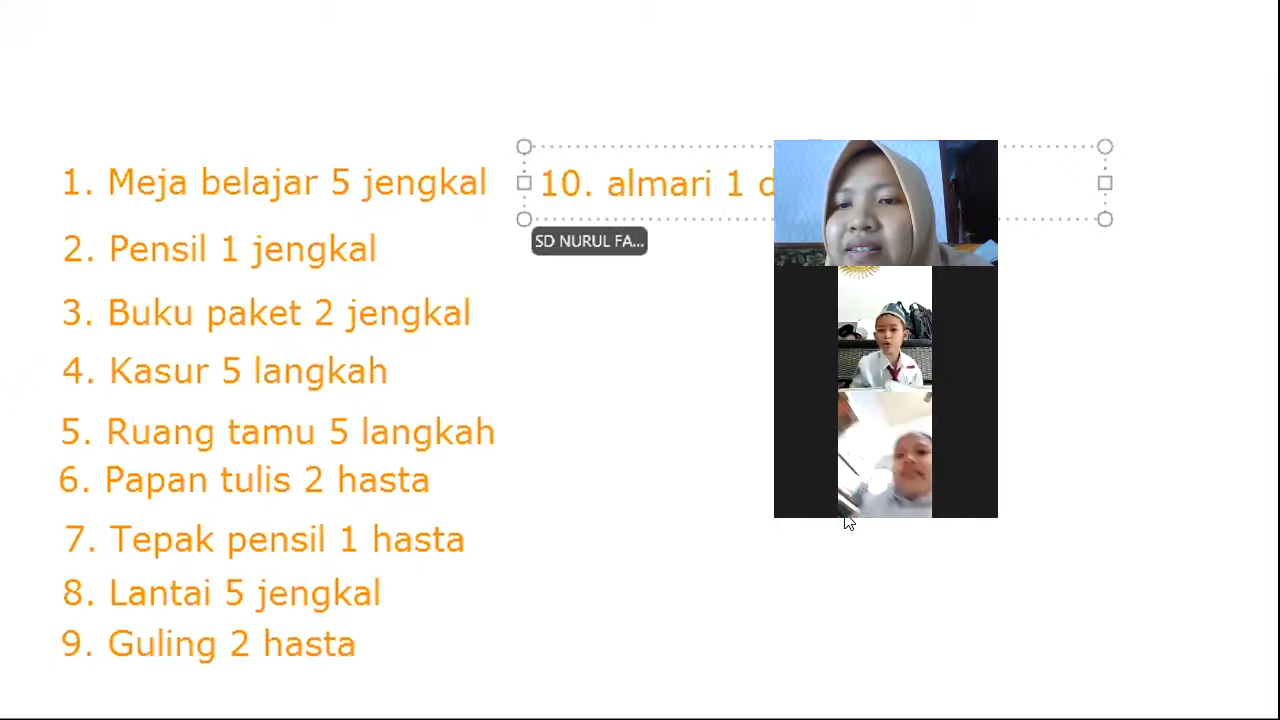 1. Meja belajar 5 jengkal
2. Pensil 1 jengkal
3. Buku paket 2 jengkal
4. Kasur 5 langkah
5. Ruang tamu 5 langkah
6. Papan tulis 2 hasta
7. Tepak pensil 1 hasta
8. Lantai 5 jengkal
9. Guling 2 hasta
10. almari 1
SD NURUL FA...